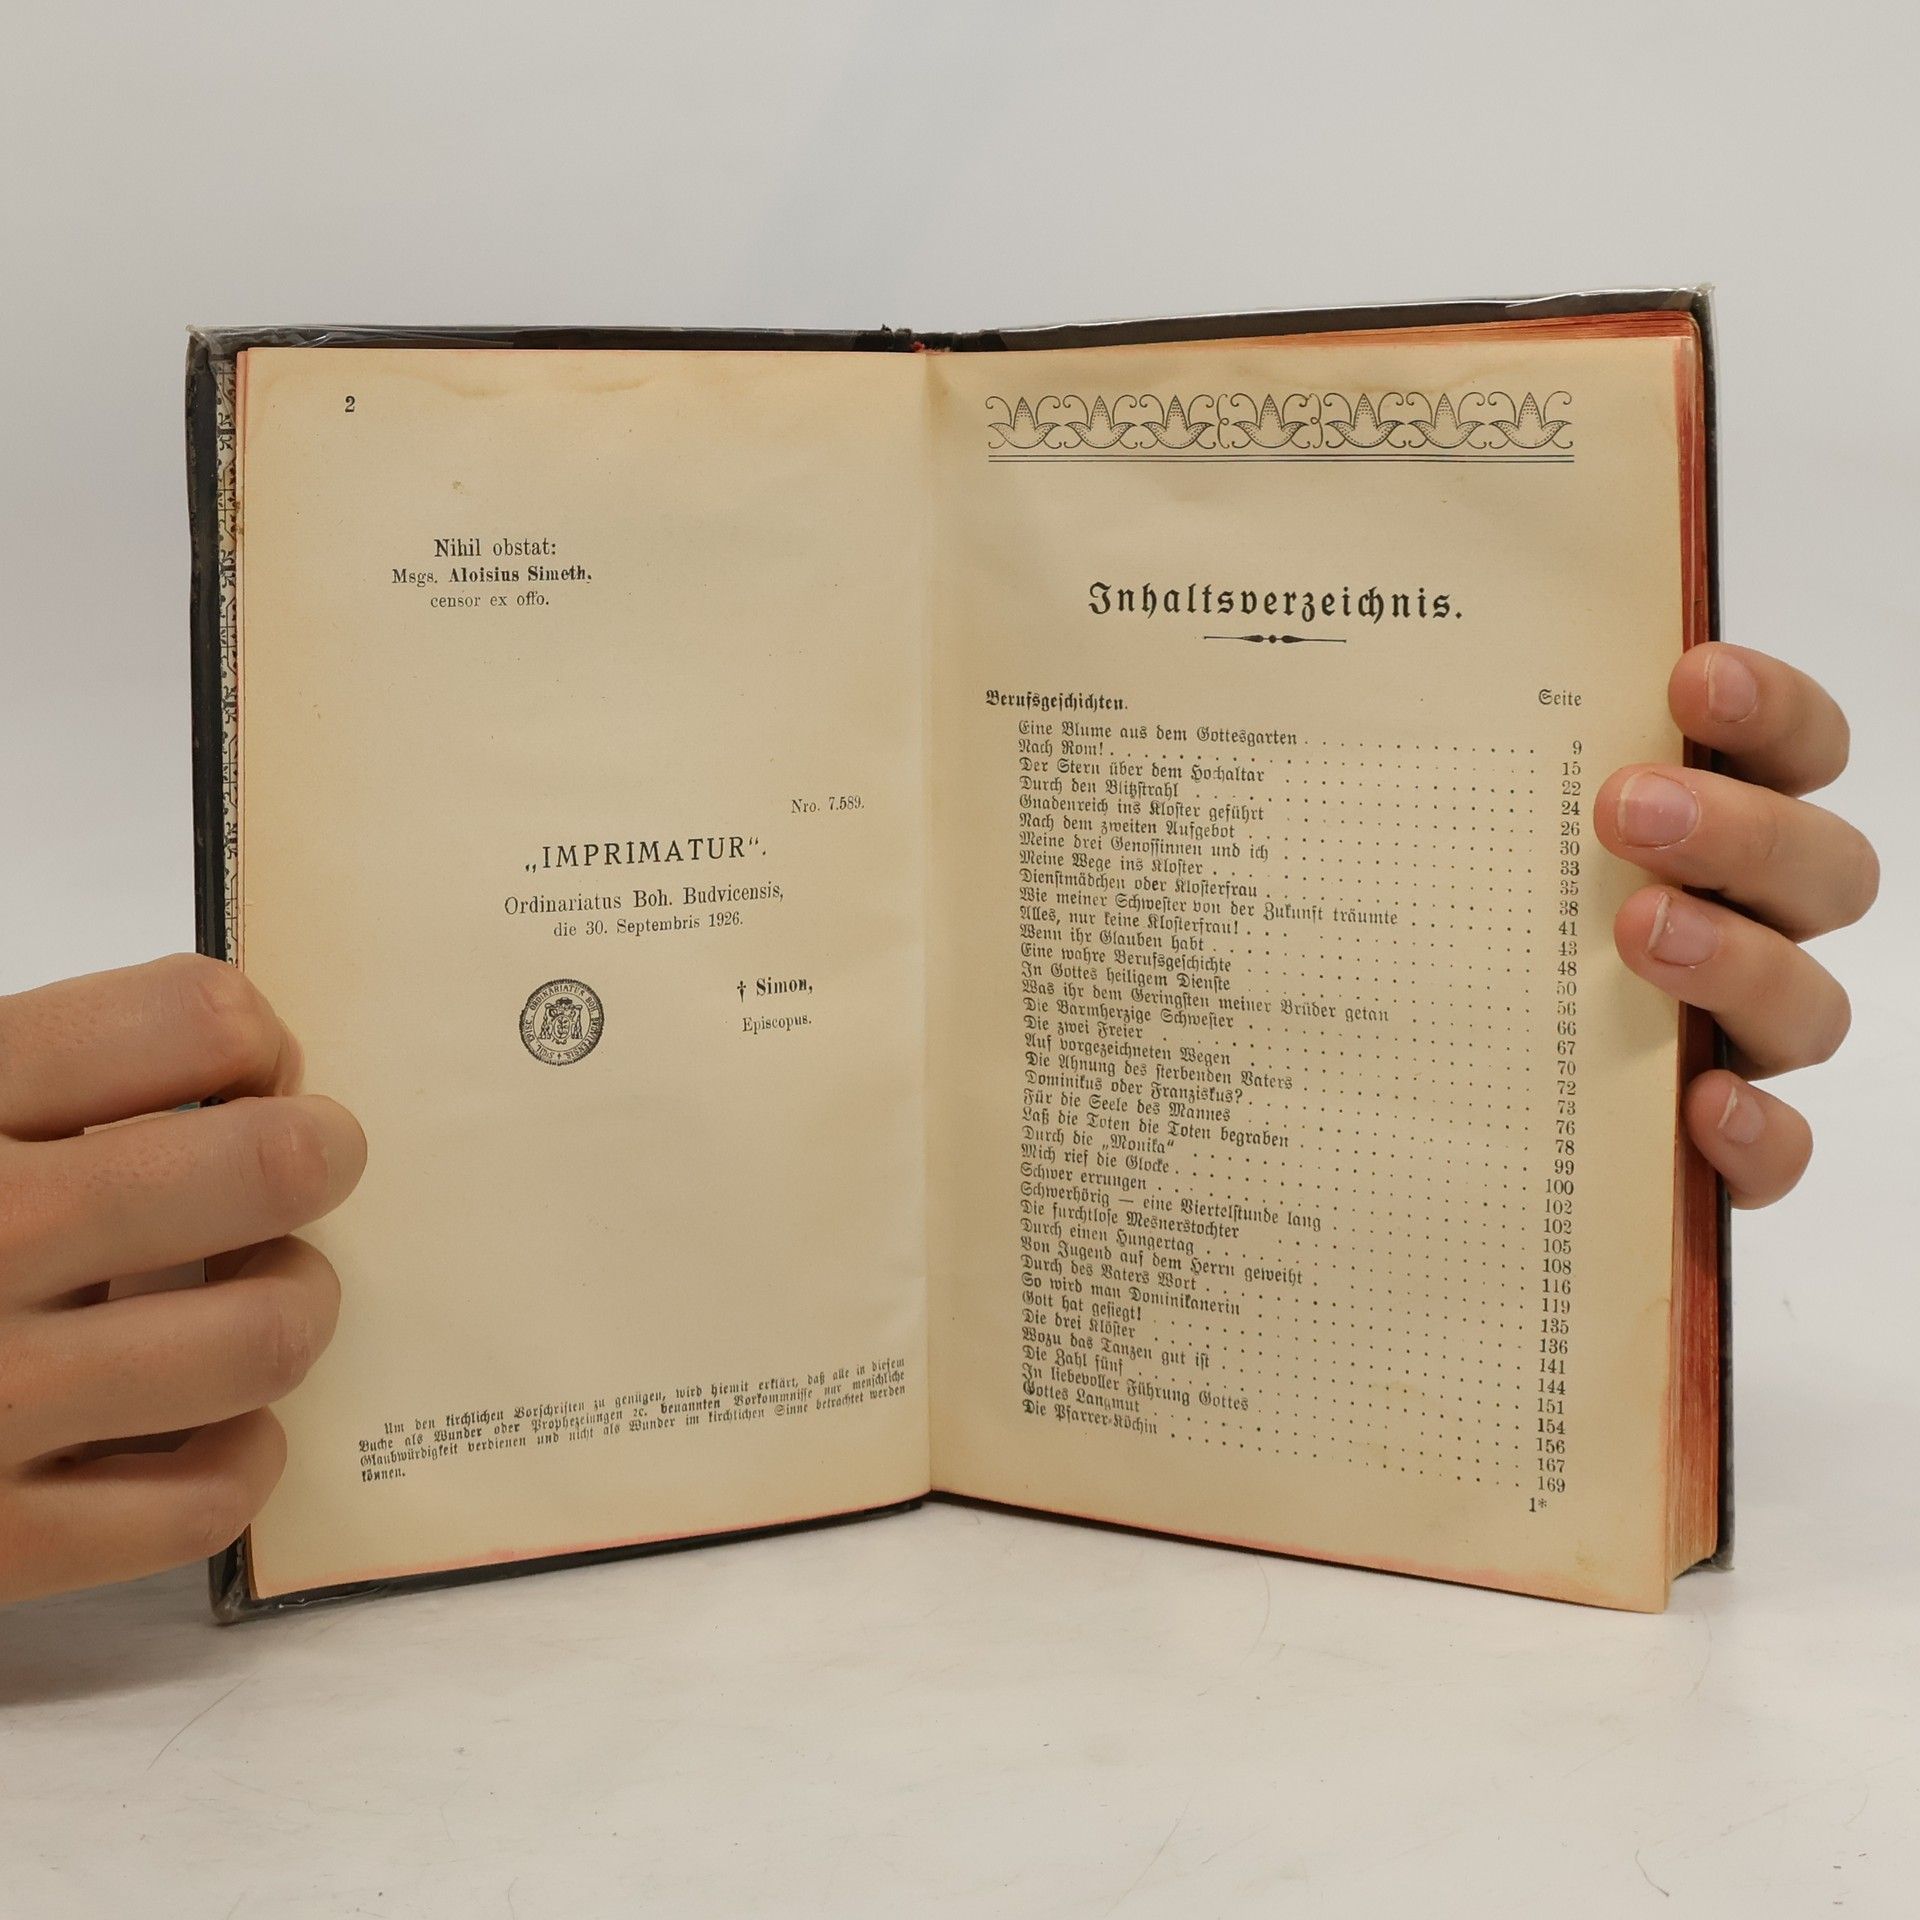 2
Nihil obstat:
Msgs. Aloisius Simeth,
censor ex offo.
Nro. 7.589.
„IMPRIMATUR“.
Ordinariatus Boh. Budvicensis,
die 30. Septembris 1926.
† Simon,
Episcopus.
Um den kirchlichen Vorschriften zu genügen, wird hiemit erklärt, daß alle in diesem
Buche als Wunder oder Prophezeiungen ꝛc. benannten Vorkommnisse nur menschliche
Glaubwürdigkeit verdienen und nicht als Wunder im kirchlichen Sinne betrachtet werden
können.
Inhaltsverzeichnis.
Berufsgeschichten. Seite
Eine Blume aus dem Gottesgarten . . . 9
Nach Rom! . . . 15
Der Stern über dem Hochaltar . . . 22
Durch den Blitzstrahl . . . 24
Gnadenreich ins Kloster geführt . . . 26
Nach dem zweiten Aufgebot . . . 30
Meine drei Genossinnen und ich . . . 33
Meine Wege ins Kloster . . . 35
Dienstmädchen oder Klosterfrau . . . 38
Wie meiner Schwester von der Zukunft träumte . . . 41
Alles, nur keine Klosterfrau! . . . 43
Wenn ihr Glauben habt . . . 48
Eine wahre Berufsgeschichte . . . 50
In Gottes heiligem Dienste . . . 56
Was ihr dem Geringsten meiner Brüder getan . . . 66
Die Barmherzige Schwester . . . 67
Die zwei Freier . . . 70
Auf vorgezeichneten Wegen . . . 72
Die Ahnung des sterbenden Vaters . . . 73
Dominikus oder Franziskus? . . . 76
Für die Seele des Mannes . . . 78
Laß die Toten die Toten begraben . . . 99
Durch die „Monika“ . . . 100
Mich rief die Glocke . . . 102
Schwer errungen . . . 102
Schwerhörig — eine Viertelstunde lang . . . 105
Die furchtlose Mesnerstochter . . . 108
Durch einen Hungertag . . . 116
Von Jugend auf dem Herrn geweiht . . . 119
Durch des Vaters Wort . . . 135
So wird man Dominikanerin . . . 136
Gott hat gesiegt! . . . 141
Die drei Klöster . . . 144
Wozu das Tanzen gut ist . . . 151
Die Zahl fünf . . . 154
In liebevoller Führung Gottes . . . 156
Gottes Langmut . . . 167
Die Pfarrer-Köchin . . . 169
1*